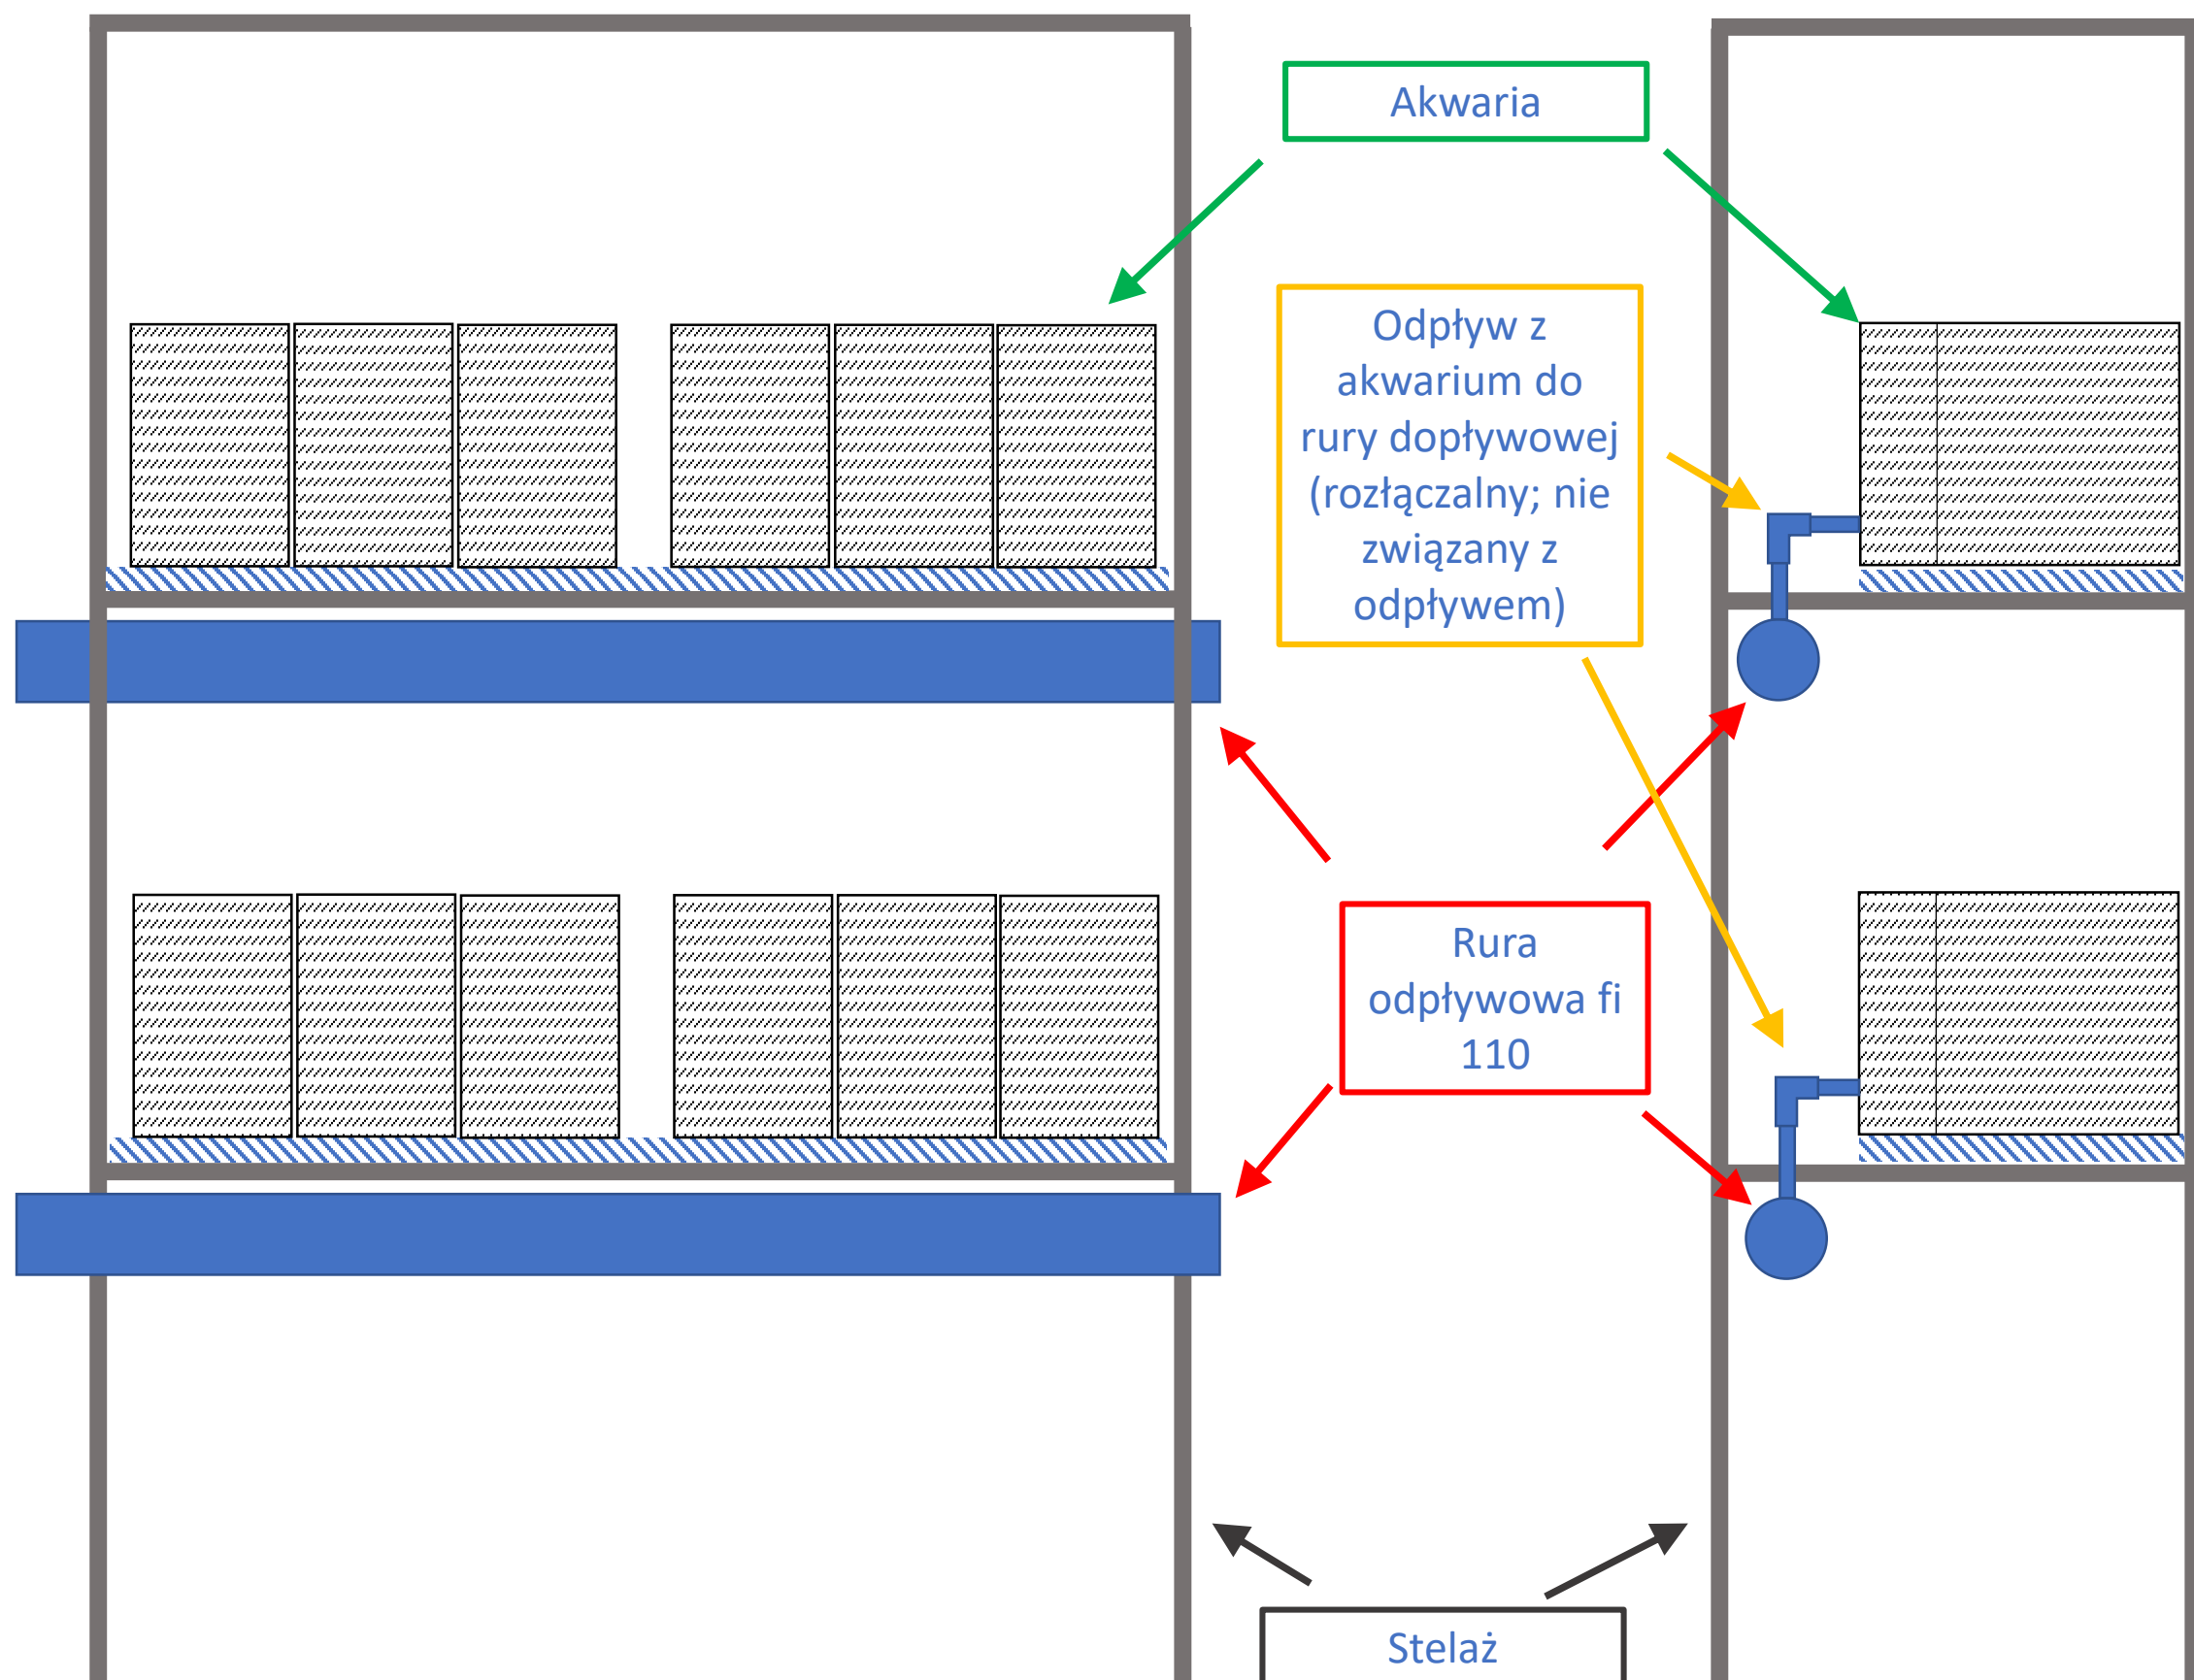 Akwaria
Odpływ z
akwarium do
rury dopływowej
(rozłączalny; nie
związany z
odpływem)
Rura
odpływowa fi
110
Stelaż